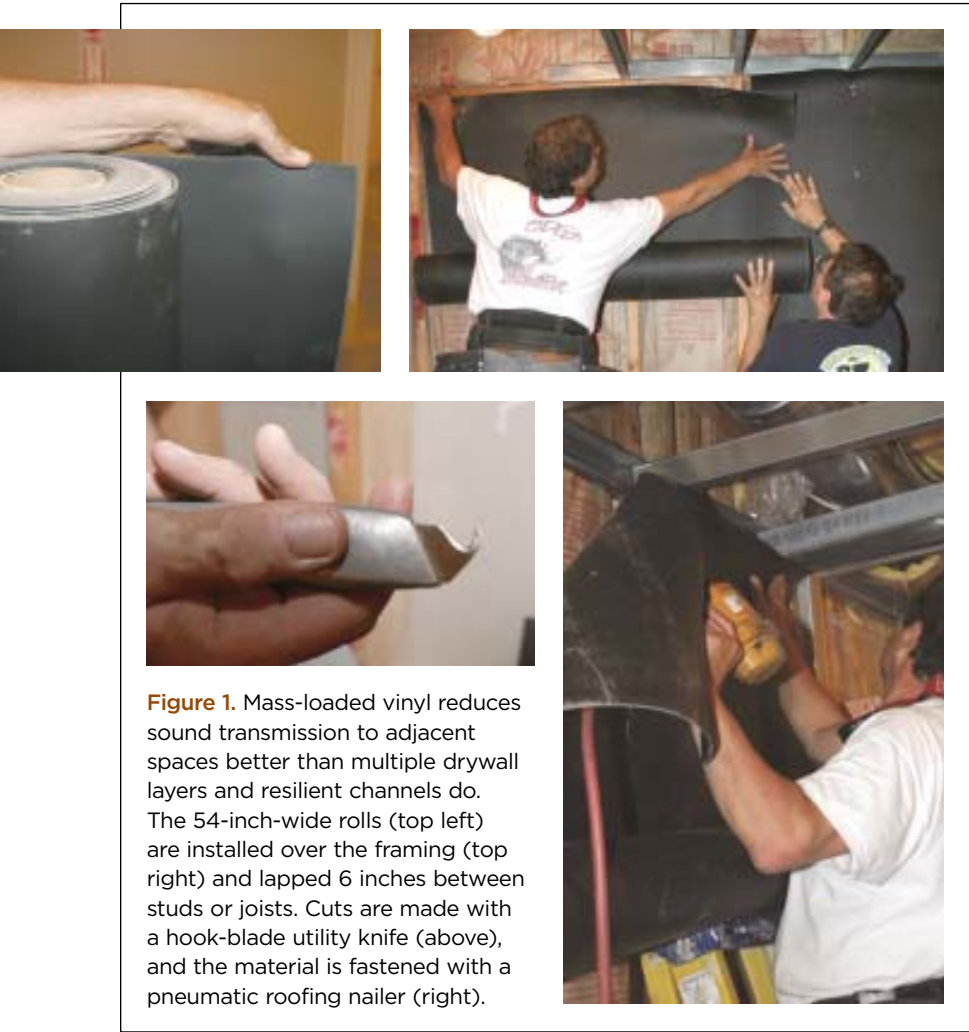 Figure 1. Mass-loaded vinyl reduces
sound transmission to adjacent
spaces better than multiple drywall
layers and resilient channels do.
The 54-inch-wide rolls (top left)
are installed over the framing (top
right) and lapped 6 inches between
studs or joists. Cuts are made with
a hook-blade utility knife (above),
and the material is fastened with a
pneumatic roofing nailer (right).